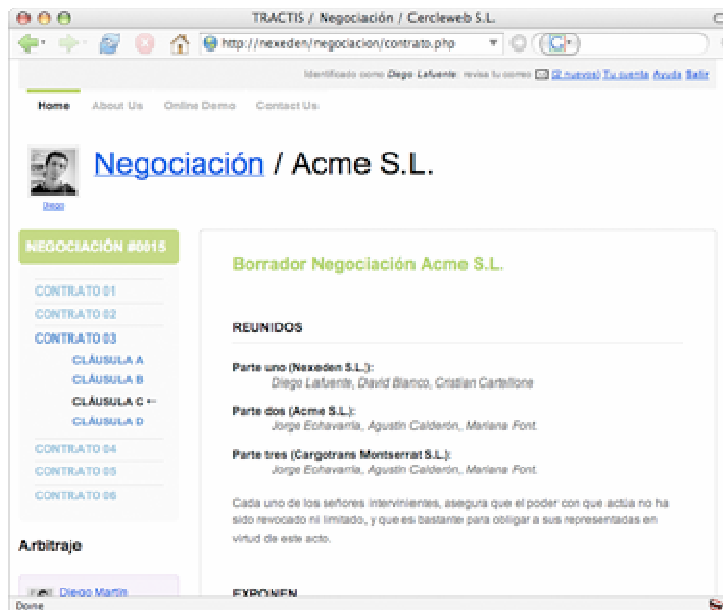 TRACTIS / Negociación / Cercleweb S.L.
http://nexeden/negociacion/contrato.php
Identificado como Diego Lafuente: revisa tu correo (2 nuevos) Tu cuenta Ayuda Salir
Home About Us Online Demo Contact Us
Negociación / Acme S.L.
Diego
NEGOCIACIÓN #0015
CONTRATO 01
CONTRATO 02
CONTRATO 03
CLÁUSULA A
CLÁUSULA B
CLÁUSULA C ←
CLÁUSULA D
CONTRATO 04
CONTRATO 05
CONTRATO 06
Arbitraje
Diego Martin
Borrador Negociación Acme S.L.
REUNIDOS
Parte uno (Nexeden S.L.):
Diego Lafuente, David Blanco, Cristian Cartellone
Parte dos (Acme S.L.):
Jorge Echavarria, Agustin Calderón, Mariana Font.
Parte tres (Cargotrans Montserrat S.L.):
Jorge Echavarria, Agustin Calderón, Mariana Font.
Cada uno de los señores intervinientes, asegura que el poder con que actúa no ha
sido revocado ni limitado, y que es bastante para obligar a sus representadas en
virtud de este acto.
EXPONEN
Done